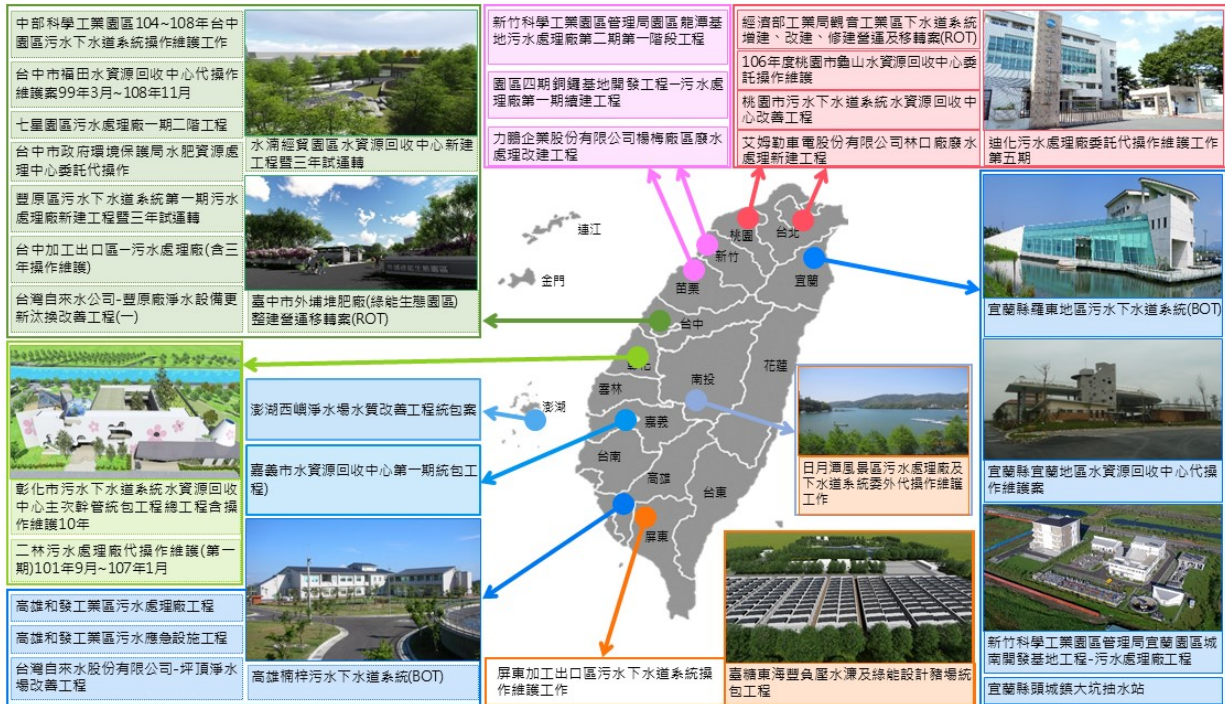 中部科學工業園區104~108年台中
園區污水下水道系統操作維護工作
台中市福田水資源回收中心代操作
維護案99年3月~108年11月
七星園區污水處理廠一期二階工程
台中市政府環境保護局水肥資源處
理中心委託代操作
豐原區污水下水道系統第一期污水
處理廠新建工程暨三年試運轉
台中加工出口區—污水處理廠(含三
年操作維護)
台灣自來水公司-豐原廠淨水設備更
新汰換改善工程(一)
水湳經貿園區水資源回收中心新建
工程暨三年試運轉
臺中市外埔堆肥廠(綠能生態園區)
整建營運移轉案(ROT)
新竹科學工業園區管理局園區龍潭基
地污水處理廠第二期第一階段工程
園區四期銅鑼基地開發工程—污水處
理廠第一期續建工程
力鵬企業股份有限公司楊梅廠區廢水
處理改建工程
經濟部工業局觀音工業區下水道系統
增建、改建、修建營運及移轉案(ROT)
106年度桃園市龜山水資源回收中心委
託操作維護
桃園市污水下水道系統水資源回收中
心改善工程
艾姆勒車電股份有限公司林口廠廢水
處理新建工程
迪化污水處理廠委託代操作維護工作
第五期
連江
金門
澎湖
桃園
台北
新竹
宜蘭
苗栗
台中
彰化
花蓮
南投
雲林
嘉義
台南
高雄
台東
屏東
宜蘭縣羅東地區污水下水道系統(BOT)
宜蘭縣宜蘭地區水資源回收中心代操
作維護案
新竹科學工業園區管理局宜蘭園區城
南開發基地工程-污水處理廠工程
宜蘭縣頭城鎮大坑抽水站
彰化市污水下水道系統水資源回收
中心主次幹管統包工程總工程含操
作維護10年
二林污水處理廠代操作維護(第一
期)101年9月~107年1月
澎湖西嶼淨水場水質改善工程統包案
嘉義市水資源回收中心第一期統包工
程)
日月潭風景區污水處理廠及
下水道系統委外代操作維護
工作
高雄和發工業區污水處理廠工程
高雄和發工業區污水應急設施工程
台灣自來水股份有限公司-坪頂淨水
場改善工程
高雄楠梓污水下水道系統(BOT)
屏東加工出口區污水下水道系統操
作維護工作
嘉糖東海豐負壓水濂及綠能設計豬場統
包工程